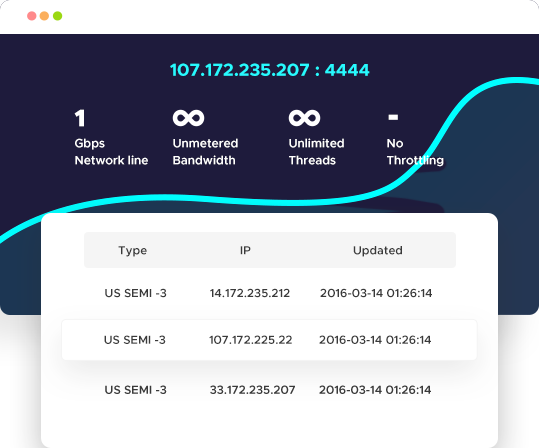 107.172.235.207 : 4444
1 ∞ ∞ -
Gbps Unmetered Unlimited No
Network line Bandwidth Threads Throttling
Type IP Updated
US SEMI -3 14.172.235.212 2016-03-14 01:26:14
US SEMI -3 107.172.225.22 2016-03-14 01:26:14
US SEMI -3 33.172.235.207 2016-03-14 01:26:14